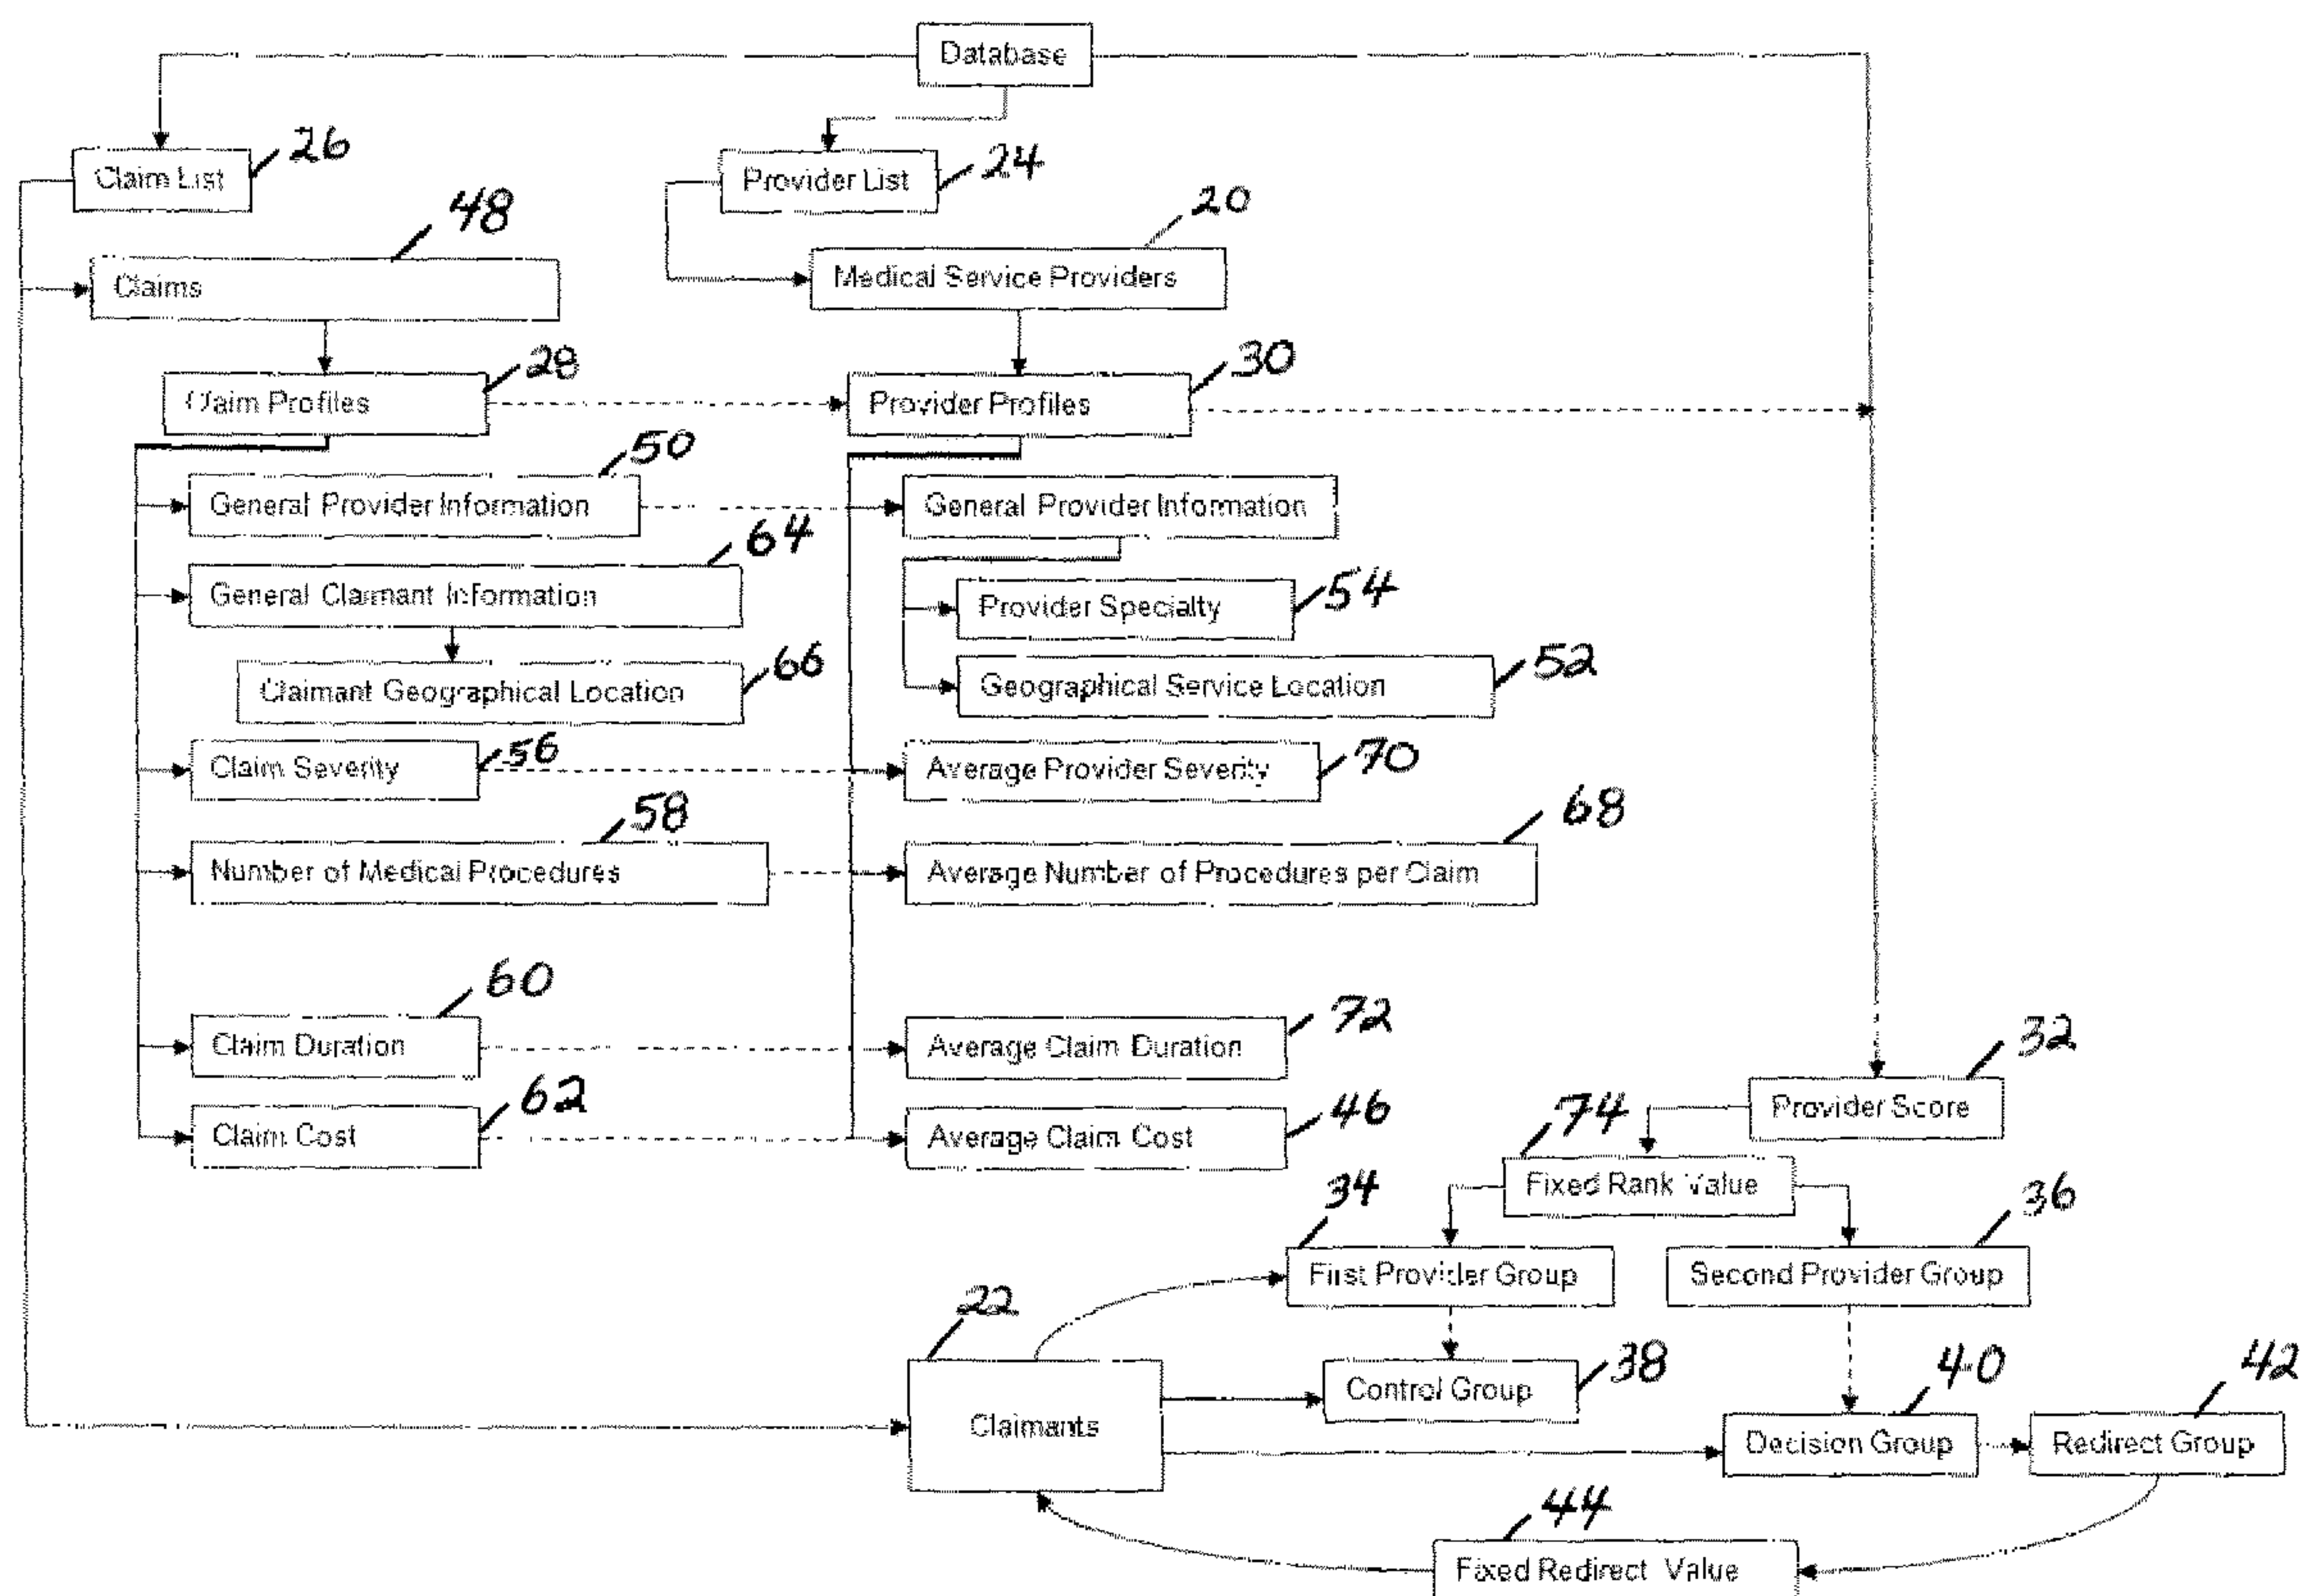 Database
Claim List
26
Provider List
24
20
48
Claims
Medical Service Providers
28
30
Claim Profiles
Provider Profiles
50
General Provider Information
General Provider Information
64
General Claimant Information
Provider Specialty
54
66
Claimant Geographical Location
Geographical Service Location
52
56
Claim Severity
Average Provider Severity
70
58
68
Number of Medical Procedures
Average Number of Procedures per Claim
60
72
Claim Duration
Average Claim Duration
32
62
46
74
Provider Score
Claim Cost
Average Claim Cost
34
Fixed Rank Value
36
First Provider Group
Second Provider Group
22
38
40
42
Control Group
Claimants
Decision Group
Redirect Group
44
Fixed Redirect Value